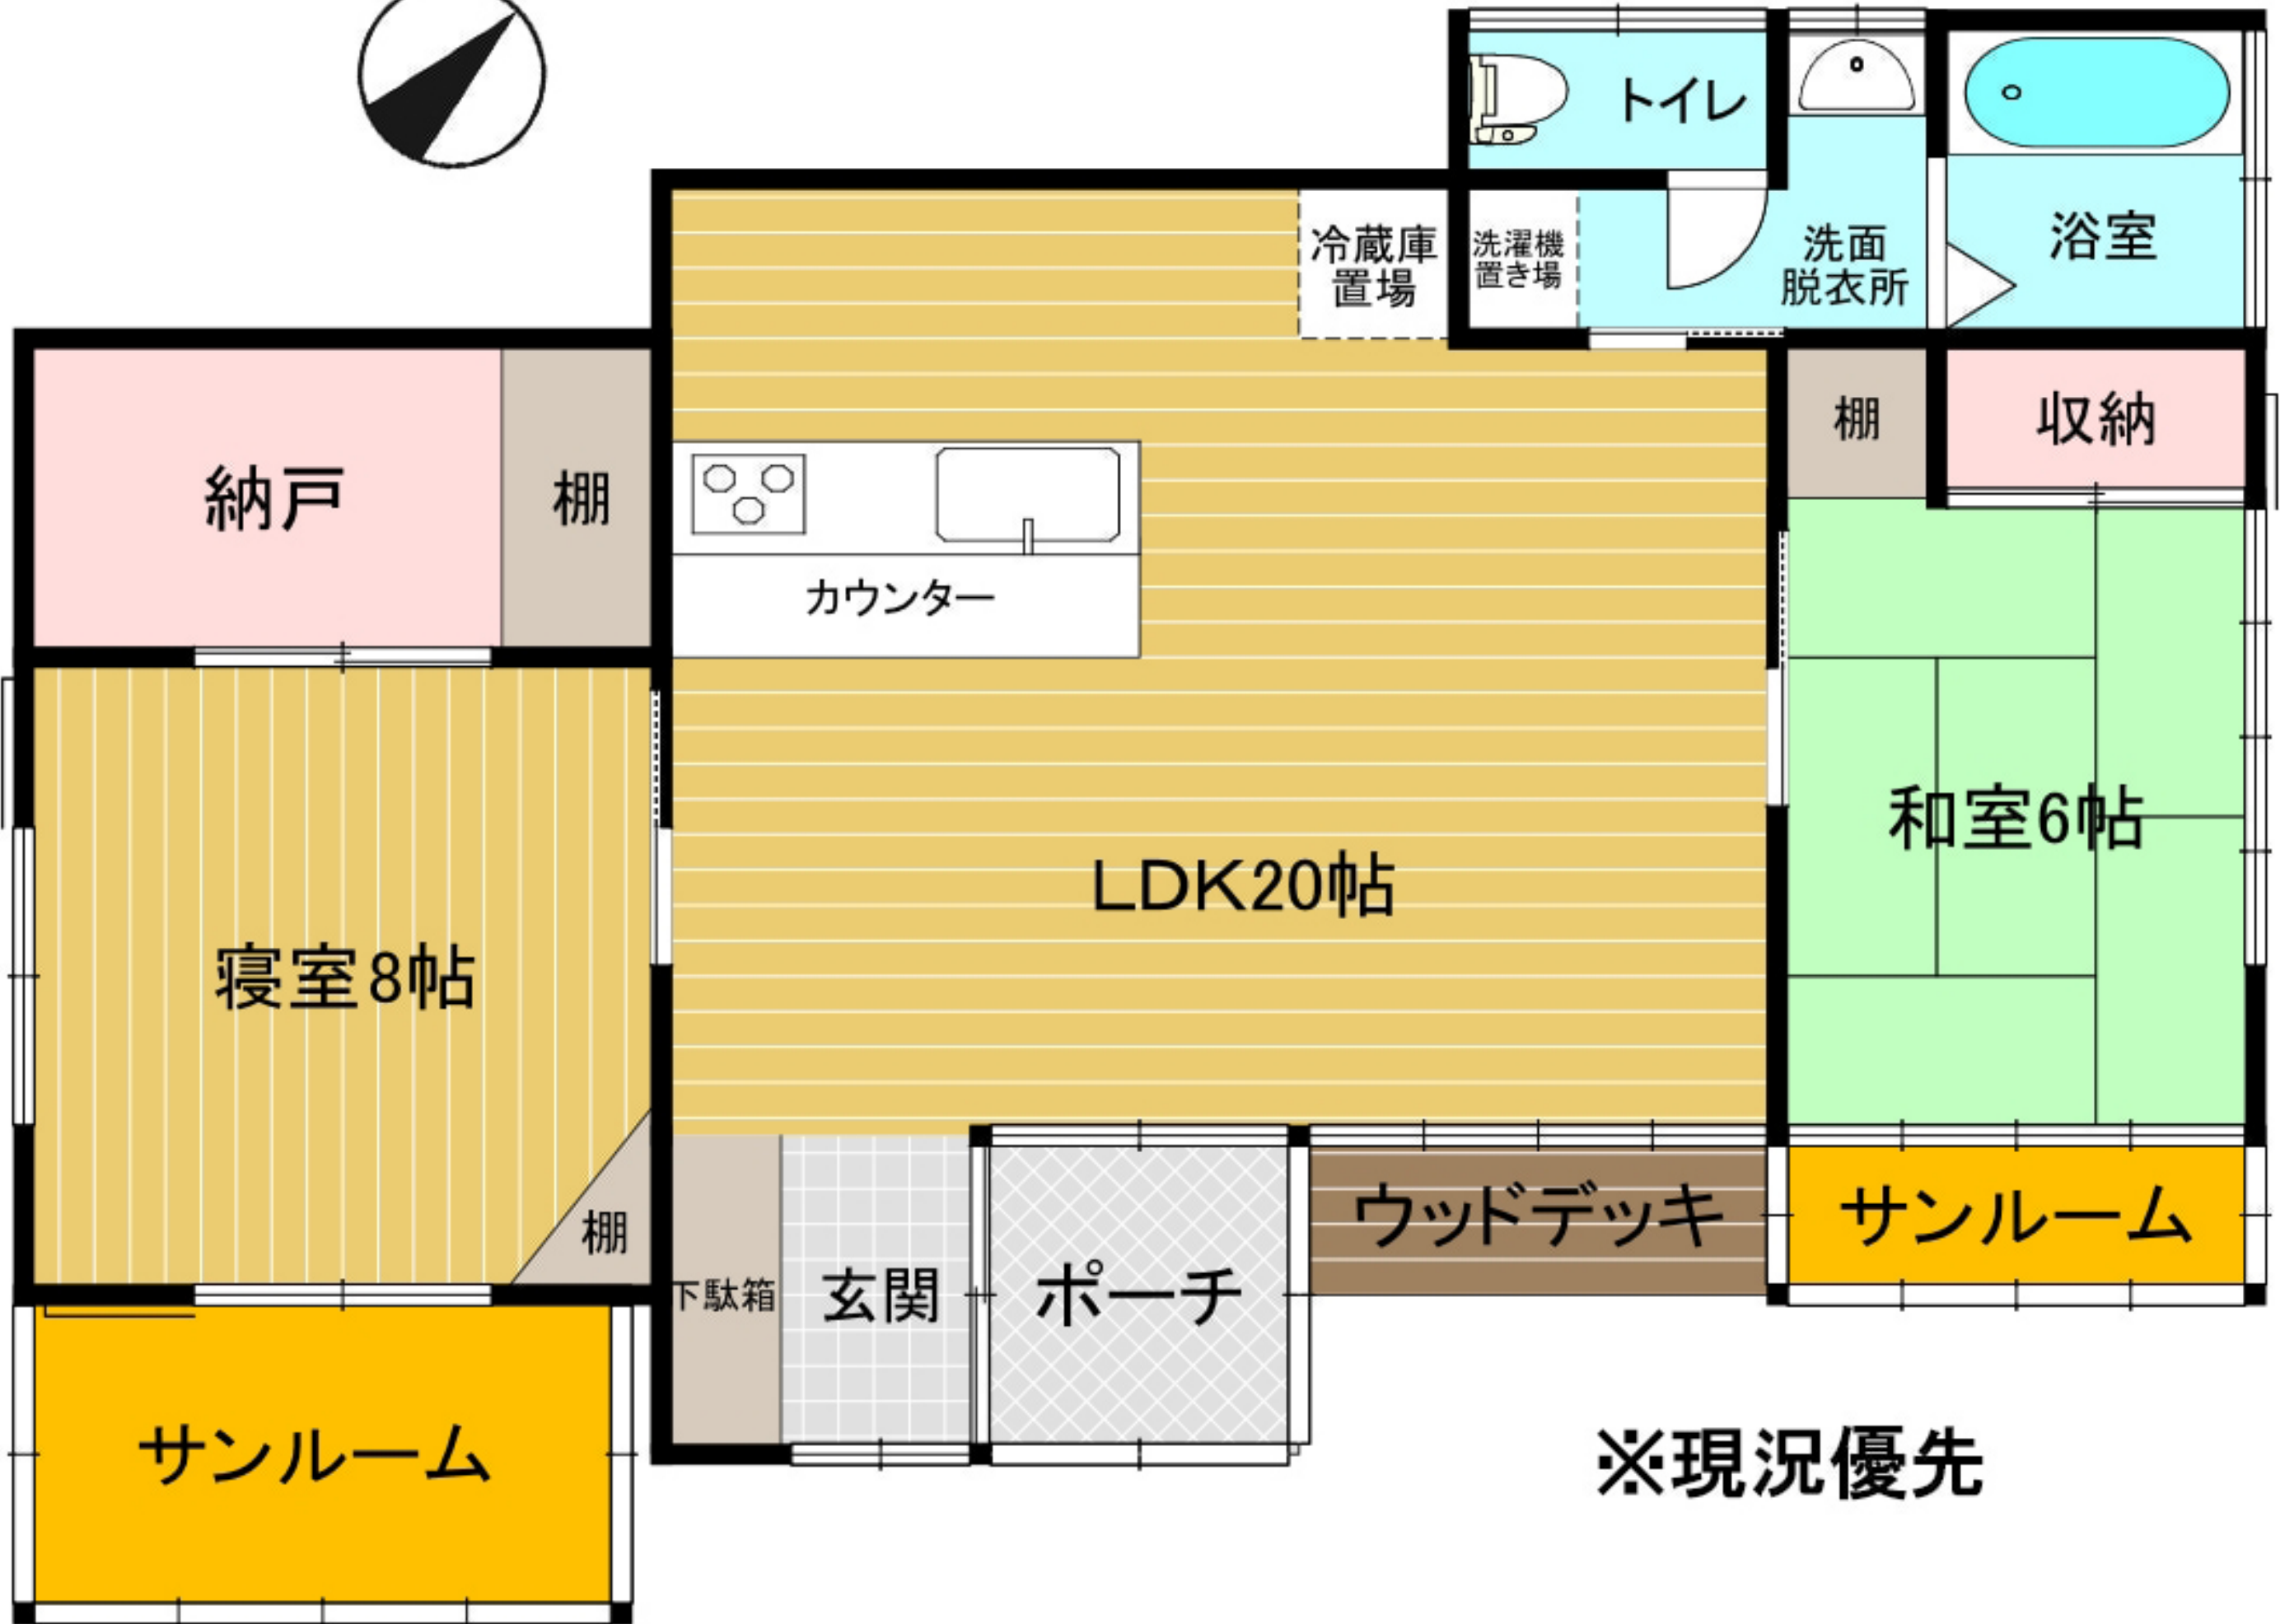 トイレ
冷蔵庫
置場
洗濯機
置き場
洗面
脱衣所
浴室
納戸
棚
棚
収納
カウンター
和室6帖
LDK20帖
寝室8帖
棚
下駄箱
玄関
ポーチ
ウッドデッキ
サンルーム
サンルーム
※現況優先